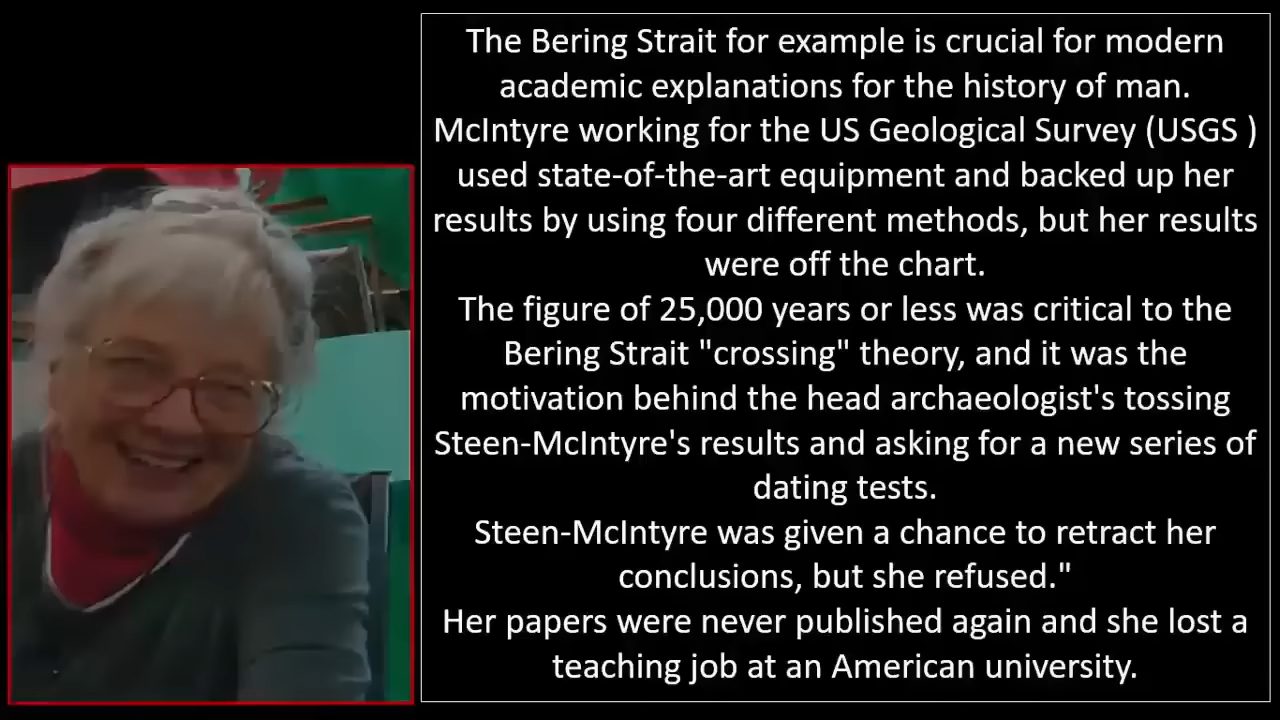 The Bering Strait for example is crucial for modern
academic explanations for the history of man.
McIntyre working for the US Geological Survey (USGS )
used state-of-the-art equipment and backed up her
results by using four different methods, but her results
were off the chart.
The figure of 25,000 years or less was critical to the
Bering Strait "crossing" theory, and it was the
motivation behind the head archaeologist's tossing
Steen-McIntyre's results and asking for a new series of
dating tests.
Steen-McIntyre was given a chance to retract her
conclusions, but she refused."
Her papers were never published again and she lost a
teaching job at an American university.